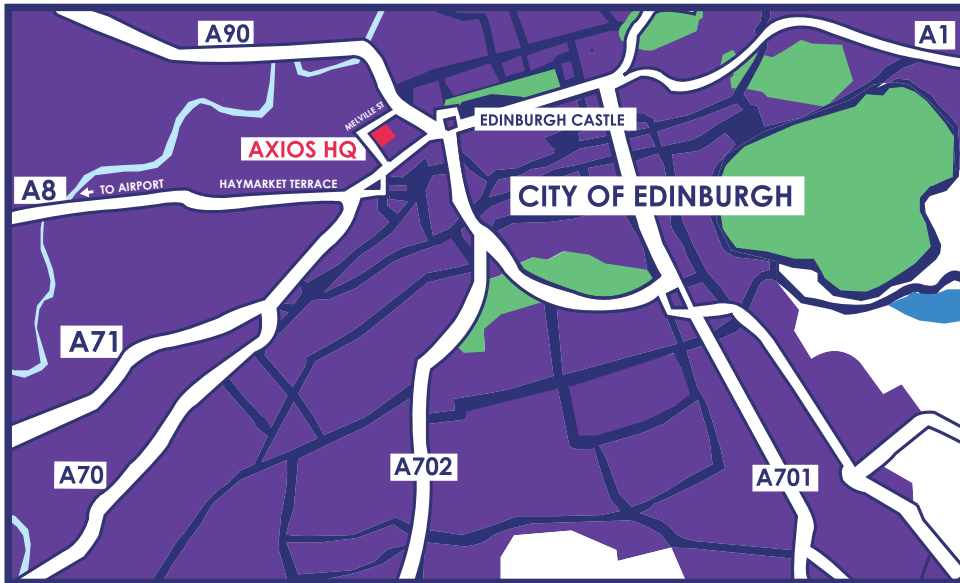 A90
A1
MELVILLE ST
EDINBURGH CASTLE
AXIOS HQ
A8
TO AIRPORT
HAYMARKET TERRACE
CITY OF EDINBURGH
A71
A70
A702
A701